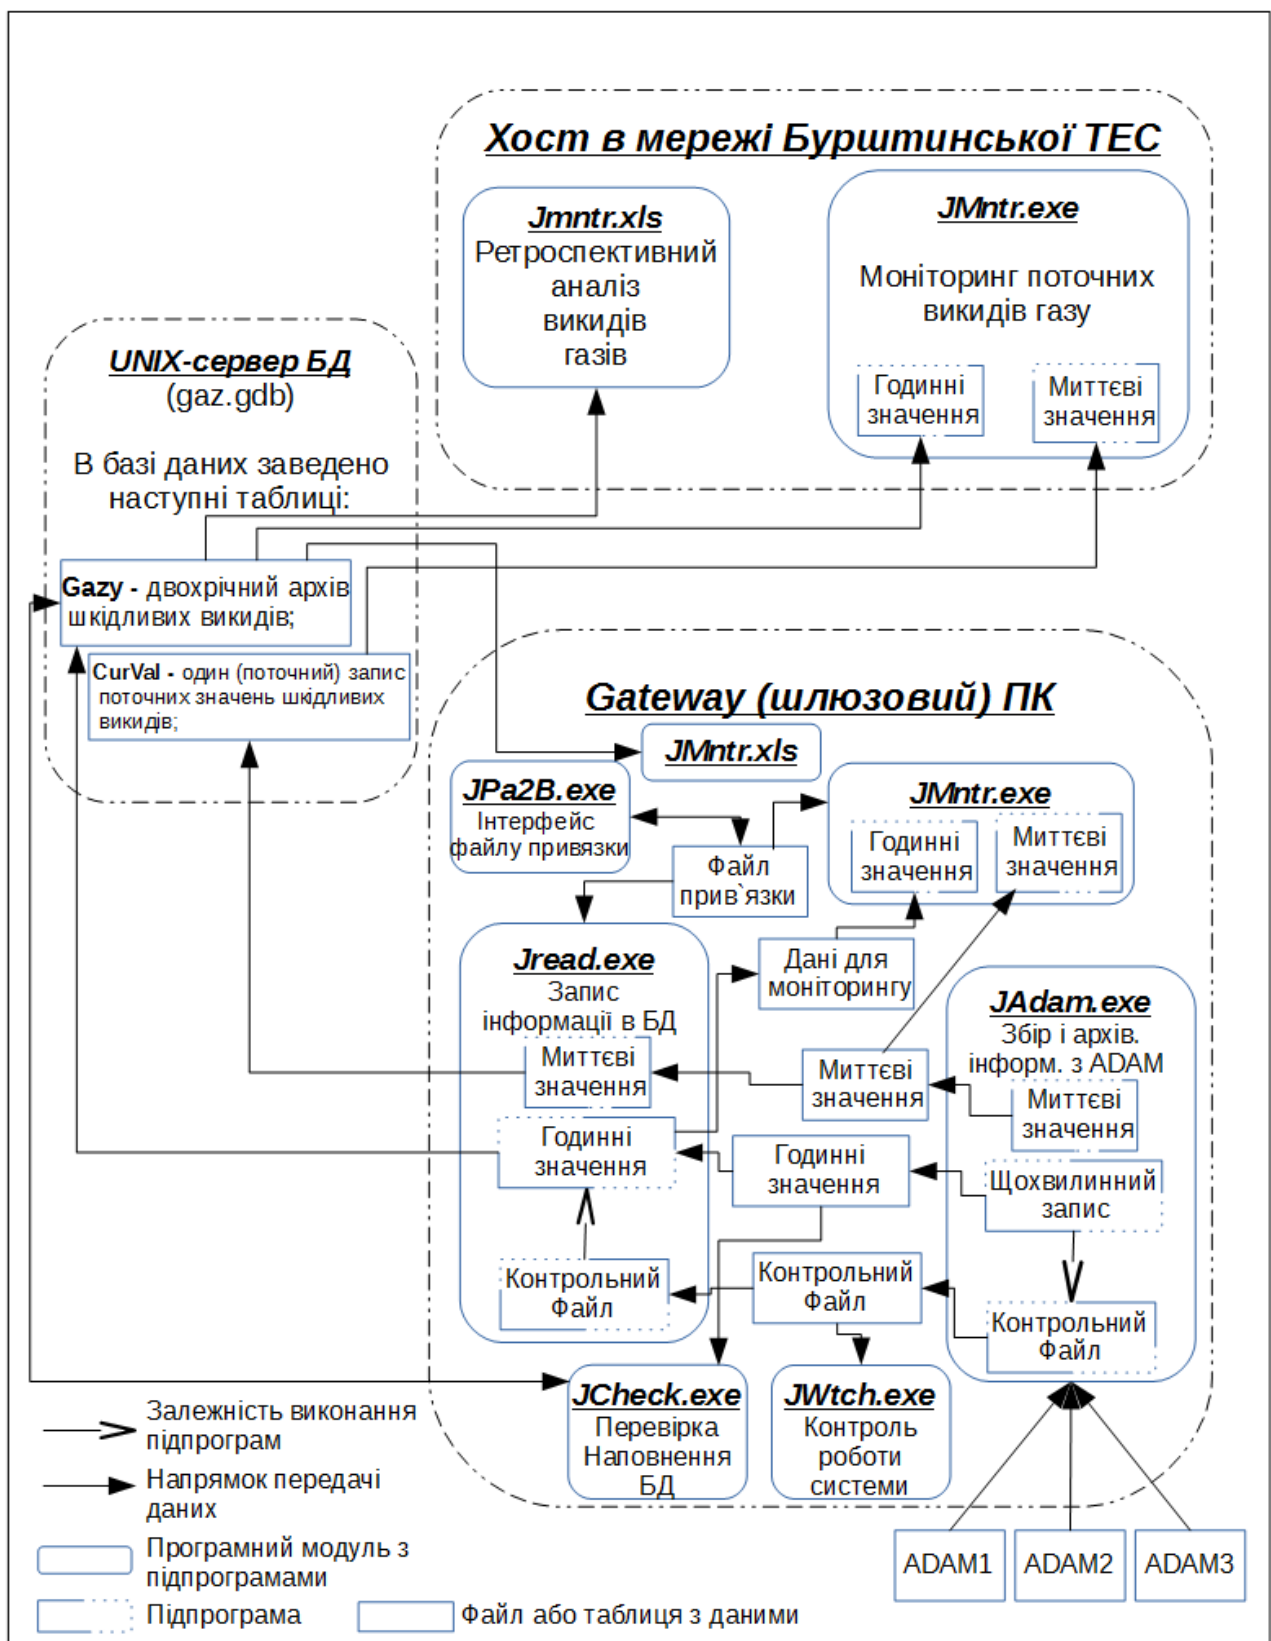 Хост в мережі Бурштинської ТЕС
Jmntr.xls
Ретроспективний
аналіз
викидів
газів
JMntr.exe
Моніторинг поточних
викидів газу
Годинні
значення
Миттєві
значення
UNIX-сервер БД
(gaz.gdb)
В базі даних заведено
наступні таблиці:
Gazy - двохрічний архів
шкідливих викидів;
CurVal - один (поточний) запис
поточних значень шкідливих
викидів;
Gateway (шлюзовий) ПК
JMntr.xls
JPa2B.exe
Інтерфейс
файлу привязки
JMntr.exe
Годинні
значення
Миттєві
значення
Файл
прив`язки
Jread.exe
Запис
інформації в БД
Миттєві
значення
Годинні
значення
Контрольний
Файл
Дані для
моніторингу
Миттєві
значення
Годинні
значення
Контрольний
Файл
JAdam.exe
Збір і архів.
інформ. з ADAM
Миттєві
значення
Щохвилинний
запис
Контрольний
Файл
JCheck.exe
Перевірка
Наповнення
БД
JWtch.exe
Контроль
роботи
системи
ADAM1
ADAM2
ADAM3
Залежність виконання
підпрограм
Напрямок передачі
даних
Програмний модуль з
підпрограмами
Підпрограма
Файл або таблиця з даними